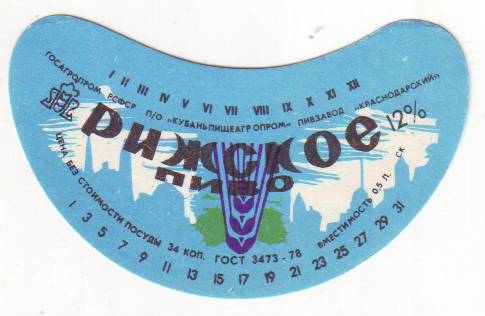 I II III IV V VI VII VIII IX X XI XII
ГОСАГРОПРОМ РСФСР П/О „КУБАНЬПИЩЕАГРОПРОМ" ПИВЗАВОД „КРАСНОДАРСКИЙ"
Рижское 12%
ПИВО
ЦЕНА БЕЗ СТОИМОСТИ ПОСУДЫ 34 КОП. ГОСТ 3473-78 ВМЕСТИМОСТЬ 0,5 Л. СК
1 3 5 7 9 11 13 15 17 19 21 23 25 27 29 31